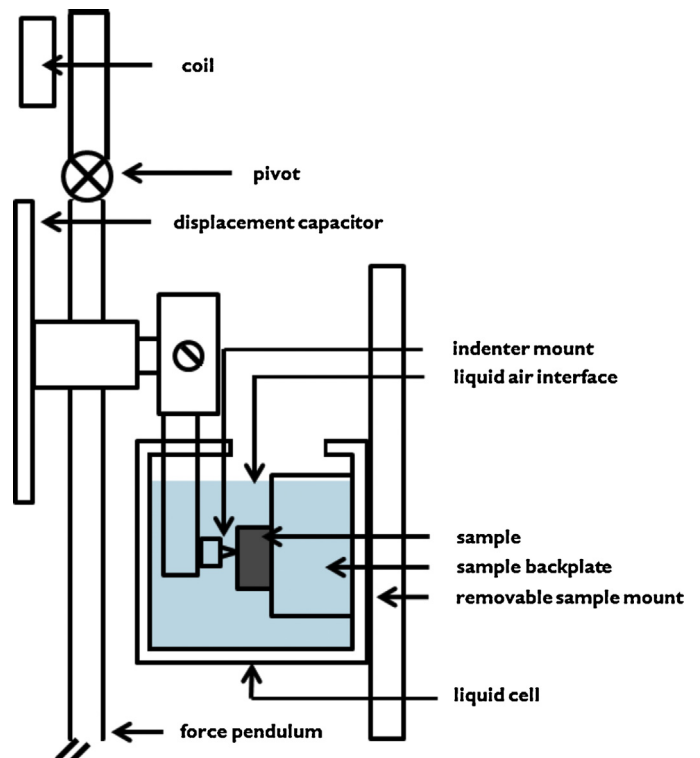 coil
pivot
displacement capacitor
indenter mount
liquid air interface
sample
sample backplate
removable sample mount
liquid cell
force pendulum